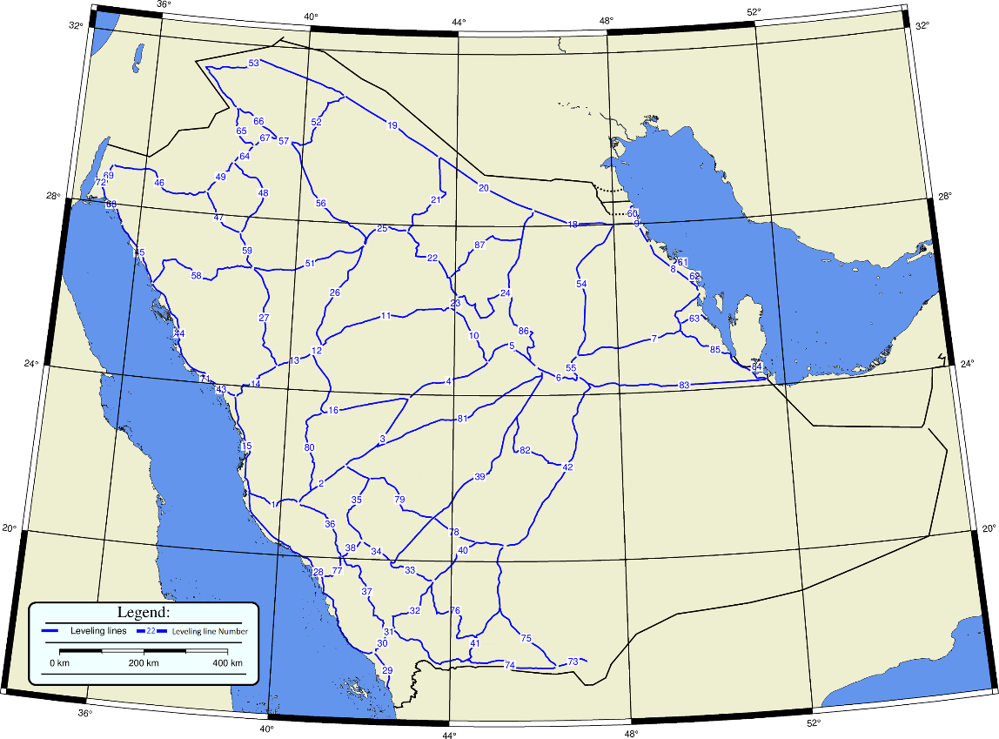 36° 40° 44° 48° 52°
32° 32°
53
66 52 19
65 67 57
64
69 49
72 46 48 21 20
28° 68 56 60 28°
47 25 18 9
59 87
45 51 22 61
58 8 62
26 54
23 24
27 11 63
44 10 86 7
12 5 85
24° 13 55 84 24°
71 14 4 6 83
43
16
81
3
15 80 82
42
2 39
1 35 79
36
20° 78 20°
38 34 40
28 77 33
37
32 76
31 75
30 41
29 74 73
Legend:
Leveling lines 22 Leveling line Number
0 km 200 km 400 km
36° 40° 44° 48° 52°